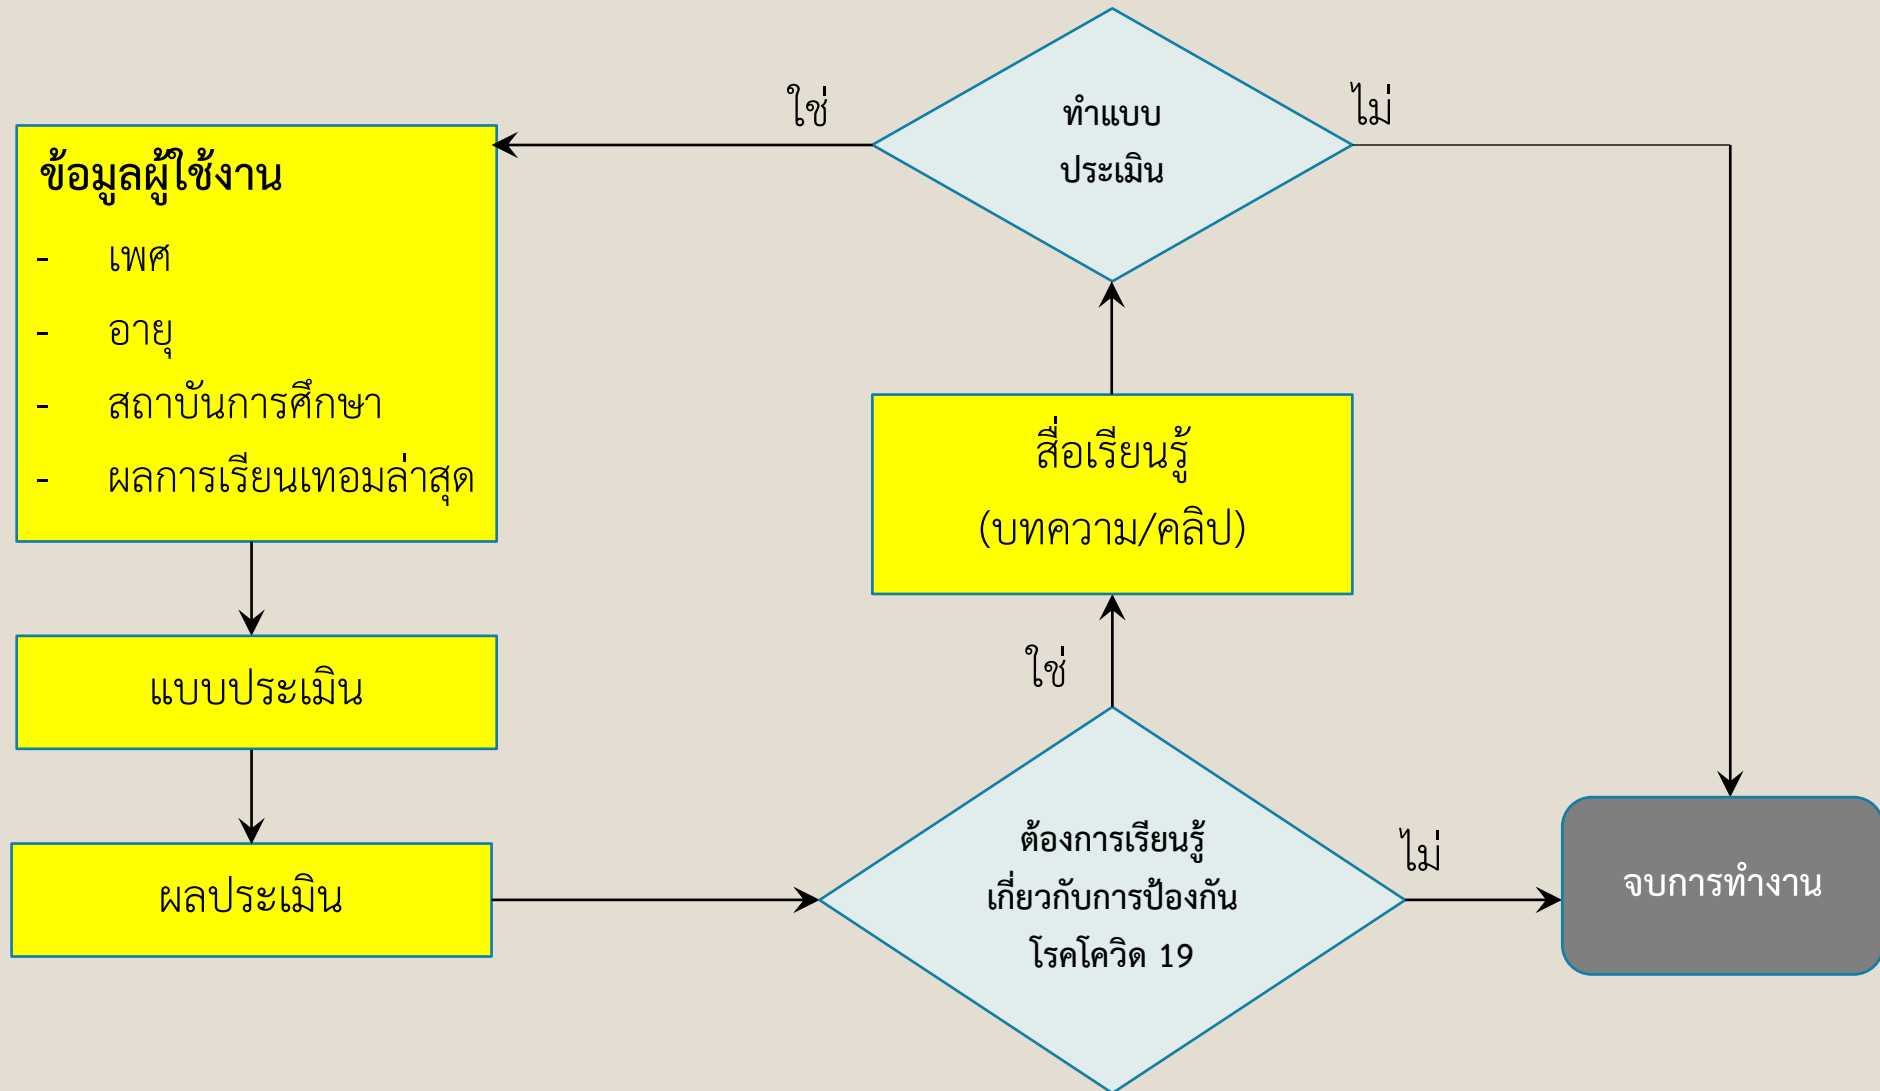 ทำแบบ
ประเมิน
ใช่
ไม่
ข้อมูลผู้ใช้งาน
- เพศ
- อายุ
- สถาบันการศึกษา
- ผลการเรียนเทอมล่าสุด
สื่อเรียนรู้
(บทความ/คลิป)
ใช่
แบบประเมิน
ผลประเมิน
ต้องการเรียนรู้
เกี่ยวกับการป้องกัน
โรคโควิด 19
ไม่
จบการทำงาน